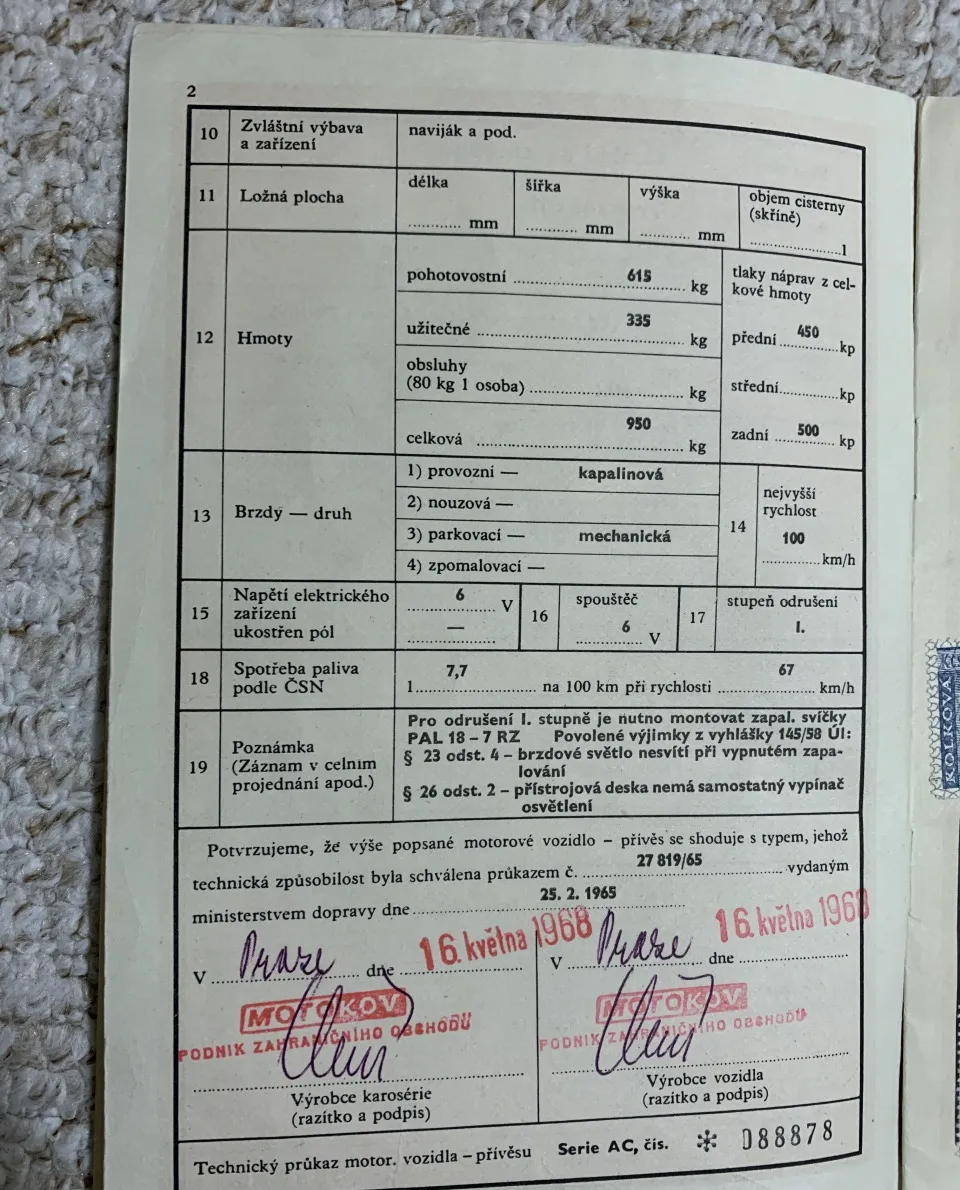 2
10 Zvláštní výbava a zařízení naviják a pod.
11 Ložná plocha délka ............ mm šířka ............ mm výška ............ mm objem cisterny (skříně) ......................l
12 Hmoty
pohotovostní 615 kg
užitečné 335 kg
obsluhy
(80 kg 1 osoba) kg
celková 950 kg
tlaky náprav z cel-
kové hmoty
přední 450 kp
střední kp
zadní 500 kp
13 Brzdy — druh
1) provozní — kapalinová
2) nouzová —
3) parkovací — mechanická
4) zpomalovací —
14 nejvyšší
rychlost
100
km/h
15 Napětí elektrického
zařízení
ukostřen pól
6 V
—
16 spouštěč
6 V
17 stupeň odrušení
I.
18 Spotřeba paliva
podle ČSN
l 7,7 na 100 km při rychlosti 67 km/h
19 Poznámka
(Záznam v celním
projednání apod.)
Pro odrušení I. stupně je nutno montovat zapal. svíčky
PAL 18 – 7 RZ Povolené výjimky z vyhlášky 145/58 Úl:
§ 23 odst. 4 – brzdové světlo nesvítí při vypnutém zapa-
lování
§ 26 odst. 2 – přístrojová deska nemá samostatný vypínač
osvětlení
Potvrzujeme, že výše popsané motorové vozidlo – přívěs se shoduje s typem, jehož
technická způsobilost byla schválena průkazem č. 27 819/65 vydaným
ministerstvem dopravy dne 25. 2. 1965
V Praze dne 16. května 1968
MOTOKOV
PODNIK ZAHRANIČNÍHO OBCHODU
Výrobce karosérie
(razítko a podpis)
V Praze dne 16. května 1968
MOTOKOV
PODNIK ZAHRANIČNÍHO OBCHODU
Výrobce vozidla
(razítko a podpis)
Technický průkaz motor. vozidla – přívěsu Serie AC, čís. * 088878
KOLKOVÁ